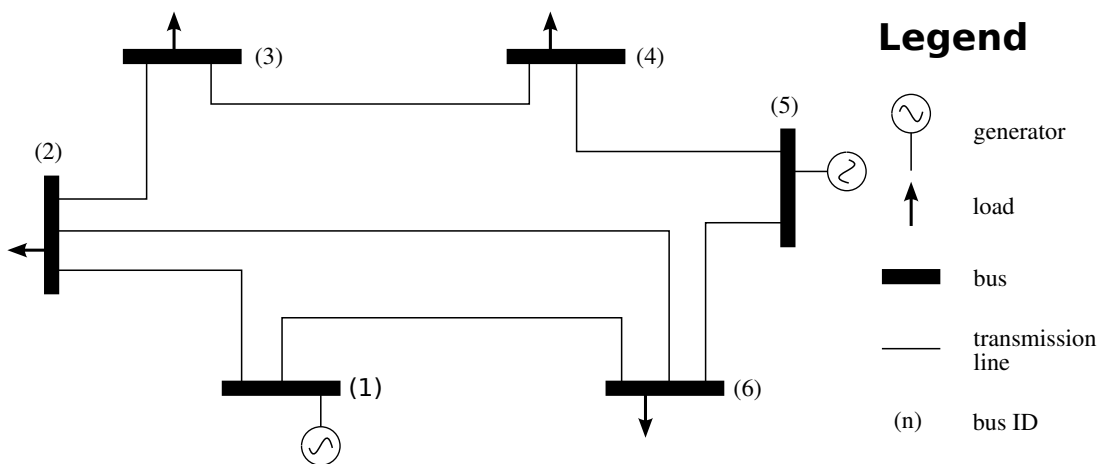 (3)
(4)
Legend
(5)
generator
(2)
load
bus
transmission
line
(1)
(6)
(n)
bus ID